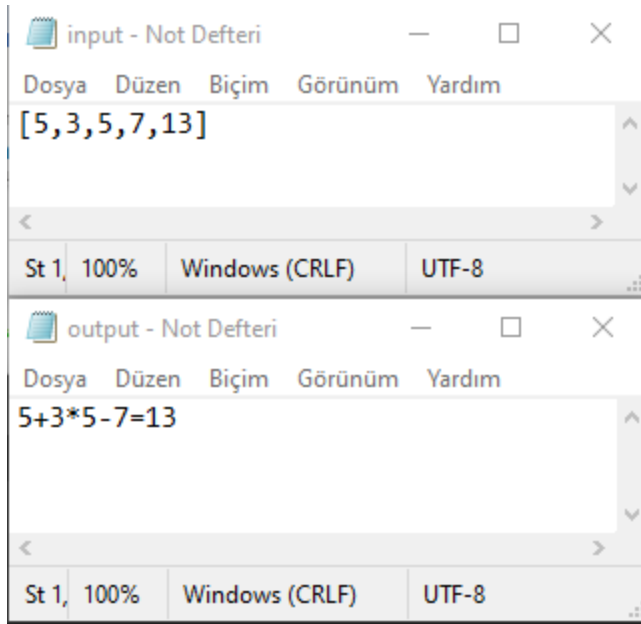 input - Not Defteri
Dosya Düzen Biçim Görünüm Yardım
[5,3,5,7,13]
St 1, 100% Windows (CRLF) UTF-8
output - Not Defteri
Dosya Düzen Biçim Görünüm Yardım
5+3*5-7=13
St 1, 100% Windows (CRLF) UTF-8